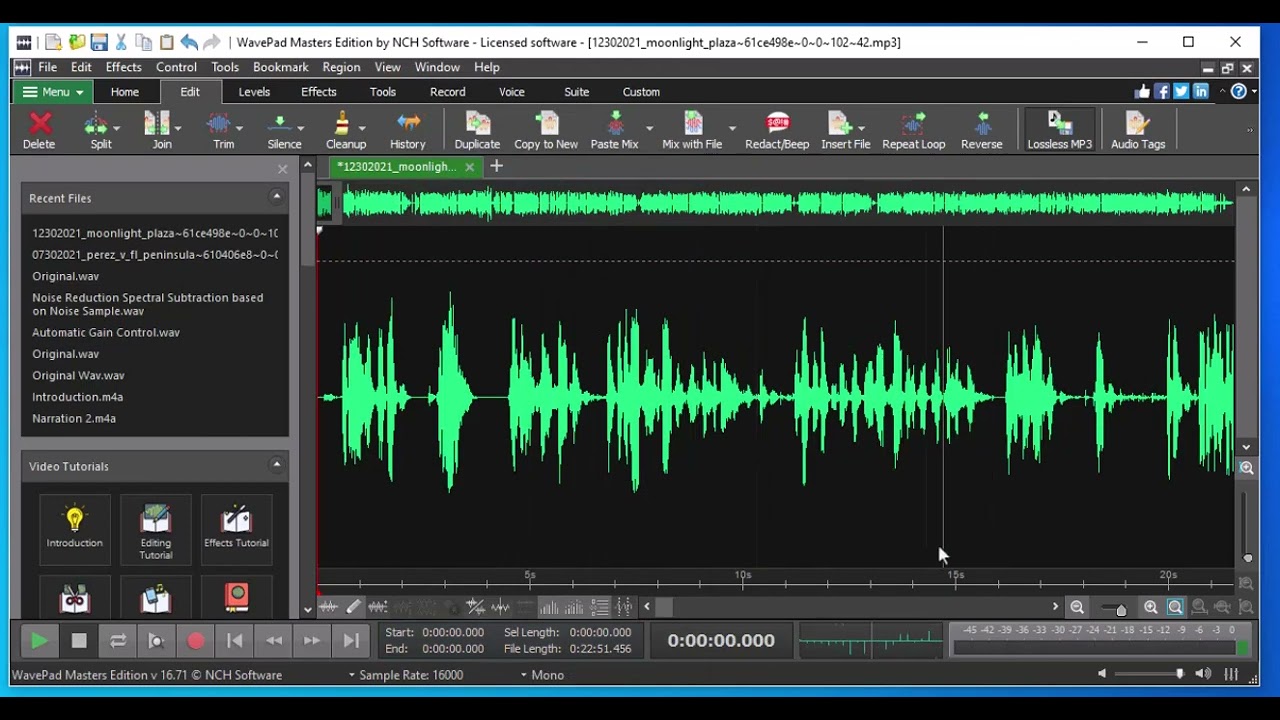 WavePad Masters Edition by NCH Software - Licensed software - [12302021_moonlight_plaza~61ce498e~0~0~102~42.mp3]
File Edit Effects Control Tools Bookmark Region View Window Help
Menu Home Edit Levels Effects Tools Record Voice Suite Custom
Delete Split Join Trim Silence Cleanup History Duplicate Copy to New Paste Mix Mix with File Redact/Beep Insert File Repeat Loop Reverse Lossless MP3 Audio Tags
*12302021_moonligh...
Recent Files
12302021_moonlight_plaza~61ce498e~0~0~10
07302021_perez_v_fl_peninsula~610406e8~0~(
Original.wav
Noise Reduction Spectral Subtraction based
on Noise Sample.wav
Automatic Gain Control.wav
Original.wav
Original Wav.wav
Introduction.m4a
Narration 2.m4a
Video Tutorials
Introduction
Editing
Tutorial
Effects Tutorial
5s 10s 15s 20s
Start: 0:00:00.000 Sel Length: 0:00:00.000
End: 0:00:00.000 File Length: 0:22:51.456
0:00:00.000
-45 -42 -39 -36 -33 -30 -27 -24 -21 -18 -15 -12 -9 -6 -3 0
WavePad Masters Edition v 16.71 © NCH Software Sample Rate: 16000 Mono